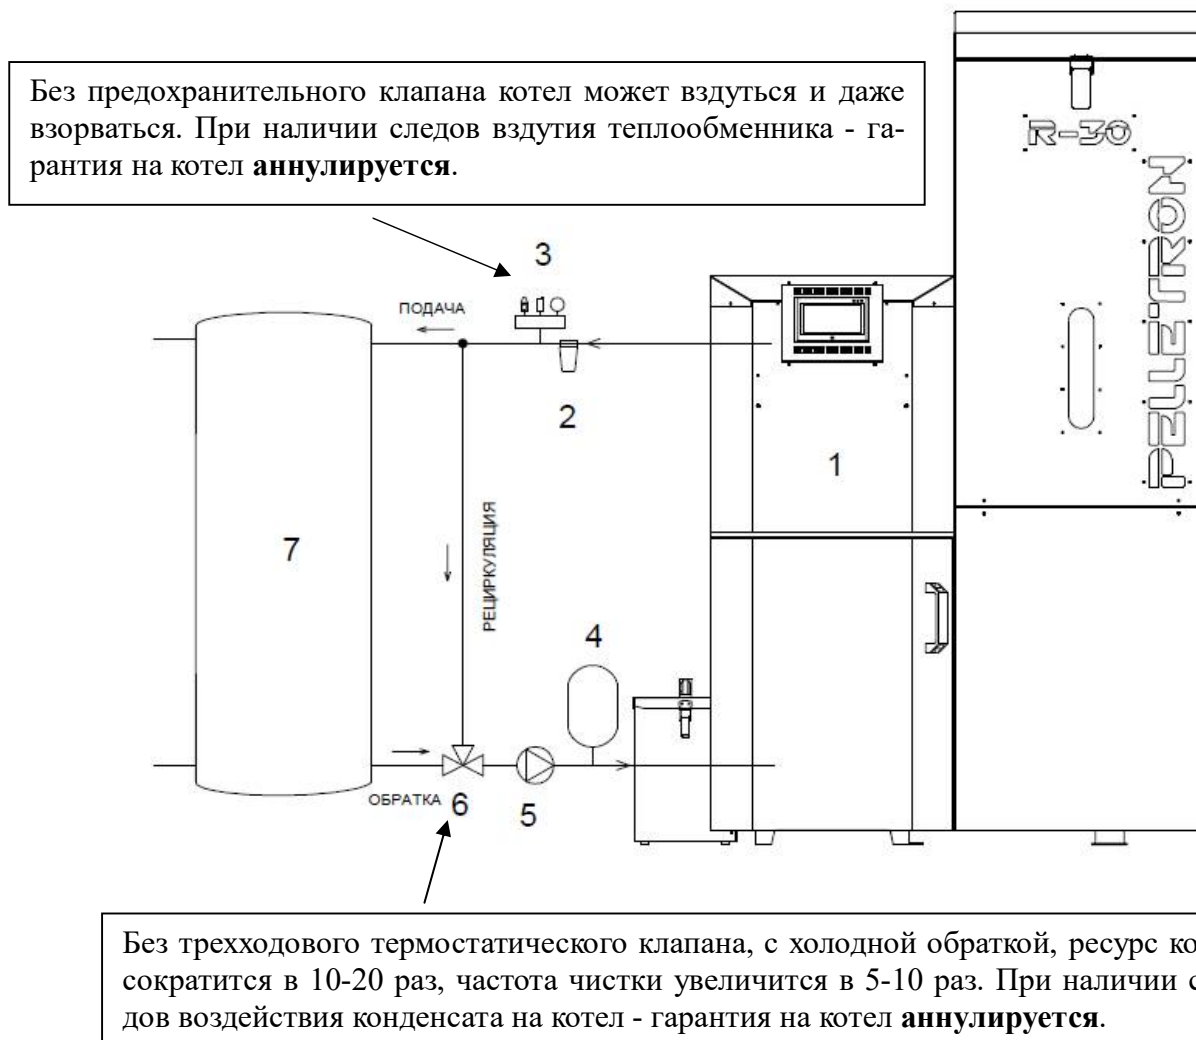 Без предохранительного клапана котел может вздуться и даже
взорваться. При наличии следов вздутия теплообменника - га-
рантия на котел аннулируется.
R-30
PELLETRON
3
ПОДАЧА
2
1
7
РЕЦИРКУЛЯЦИЯ
4
ОБРАТКА
6
5
Без трехходового термостатического клапана, с холодной обраткой, ресурс ко
сократится в 10-20 раз, частота чистки увеличится в 5-10 раз. При наличии с
дов воздействия конденсата на котел - гарантия на котел аннулируется.